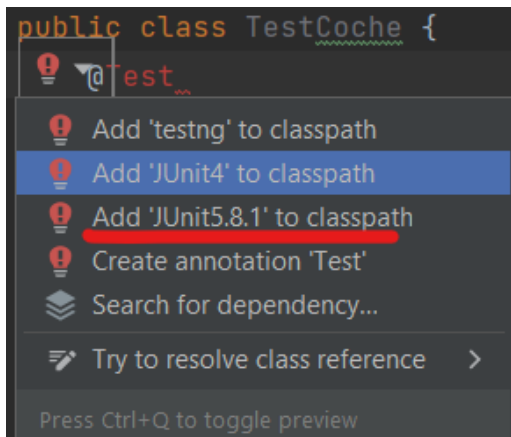 public class TestCoche {
@Test
Add 'testng' to classpath
Add 'JUnit4' to classpath
Add 'JUnit5.8.1' to classpath
Create annotation 'Test'
Search for dependency...
Try to resolve class reference
Press Ctrl+Q to toggle preview